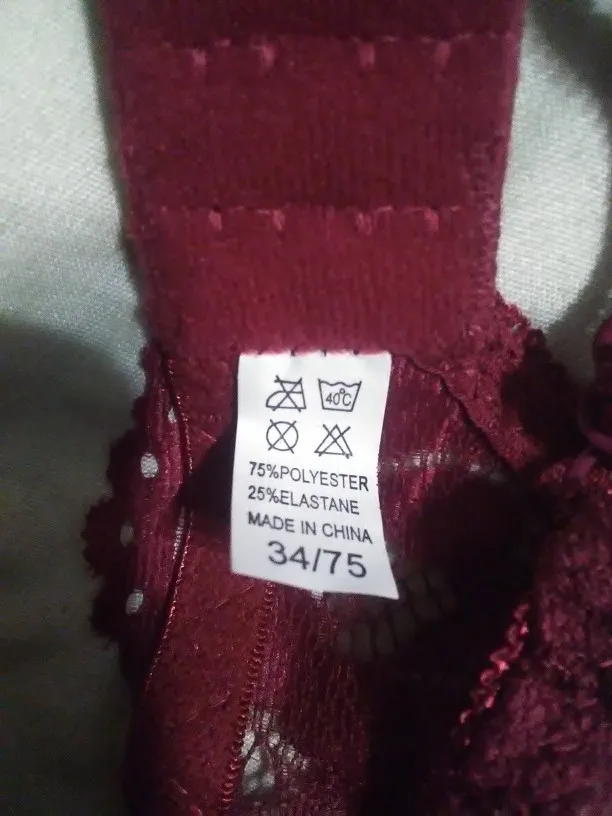 40°C
75%POLYESTER
25%ELASTANE
MADE IN CHINA
34/75